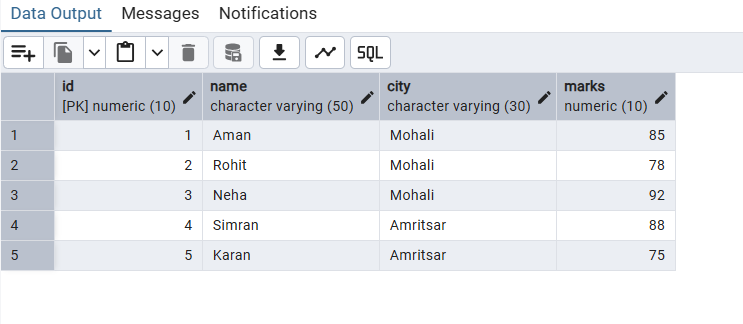 Data Output Messages Notifications
SQL
id name city marks
[PK] numeric (10) character varying (50) character varying (30) numeric (10)
1 1 Aman Mohali 85
2 2 Rohit Mohali 78
3 3 Neha Mohali 92
4 4 Simran Amritsar 88
5 5 Karan Amritsar 75